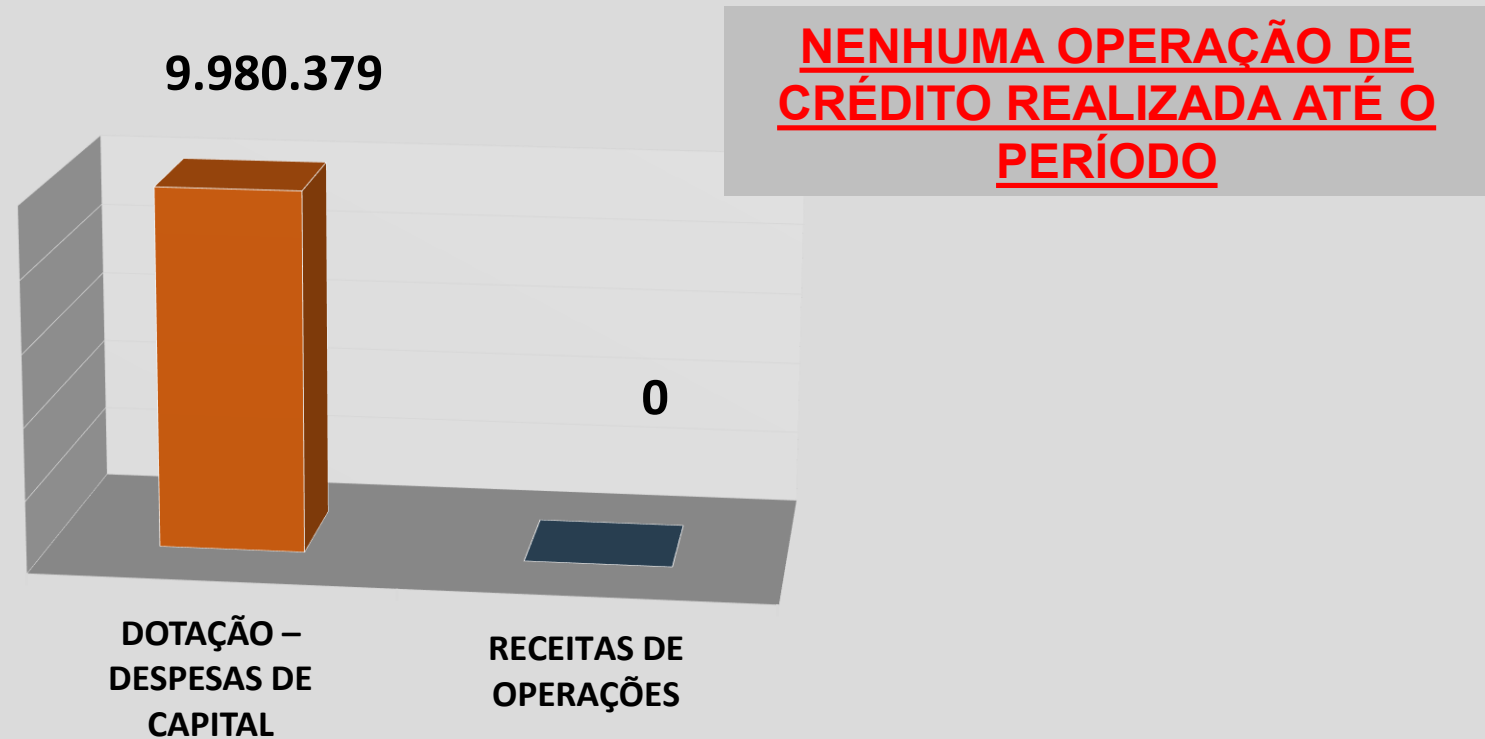 9.980.379
NENHUMA OPERAÇÃO DE
CRÉDITO REALIZADA ATÉ O
PERÍODO
0
DOTAÇÃO –
DESPESAS DE
CAPITAL
RECEITAS DE
OPERAÇÕES